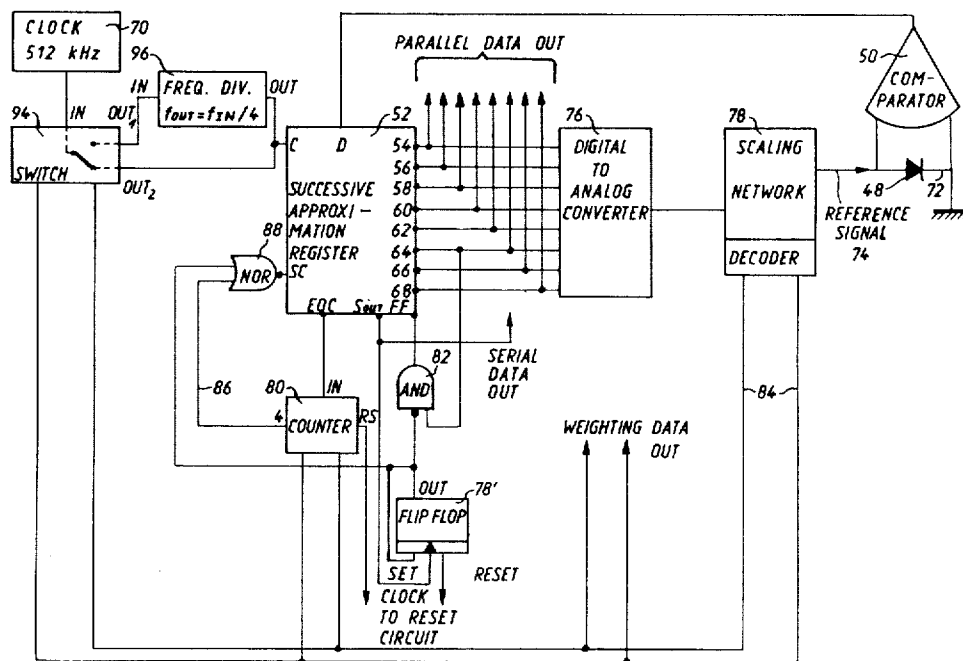 CLOCK
512 kHz
70
96
FREQ. DIV.
fOUT=fIN/4
IN
OUT
94
IN
OUT1
SWITCH
OUT2
PARALLEL DATA OUT
50
COM-
PARATOR
52
C
D
SUCCESSIVE
APPROXI-
MATION
REGISTER
SC
EOC
SOUT
FF
54
56
58
60
62
64
66
68
76
DIGITAL
TO
ANALOG
CONVERTER
78
SCALING
NETWORK
DECODER
48
72
REFERENCE
SIGNAL
74
88
NOR
86
80
IN
4
COUNTER
RS
82
AND
SERIAL
DATA
OUT
84
WEIGHTING DATA
OUT
OUT
78'
FLIP FLOP
SET
RESET
CLOCK
TO RESET
CIRCUIT